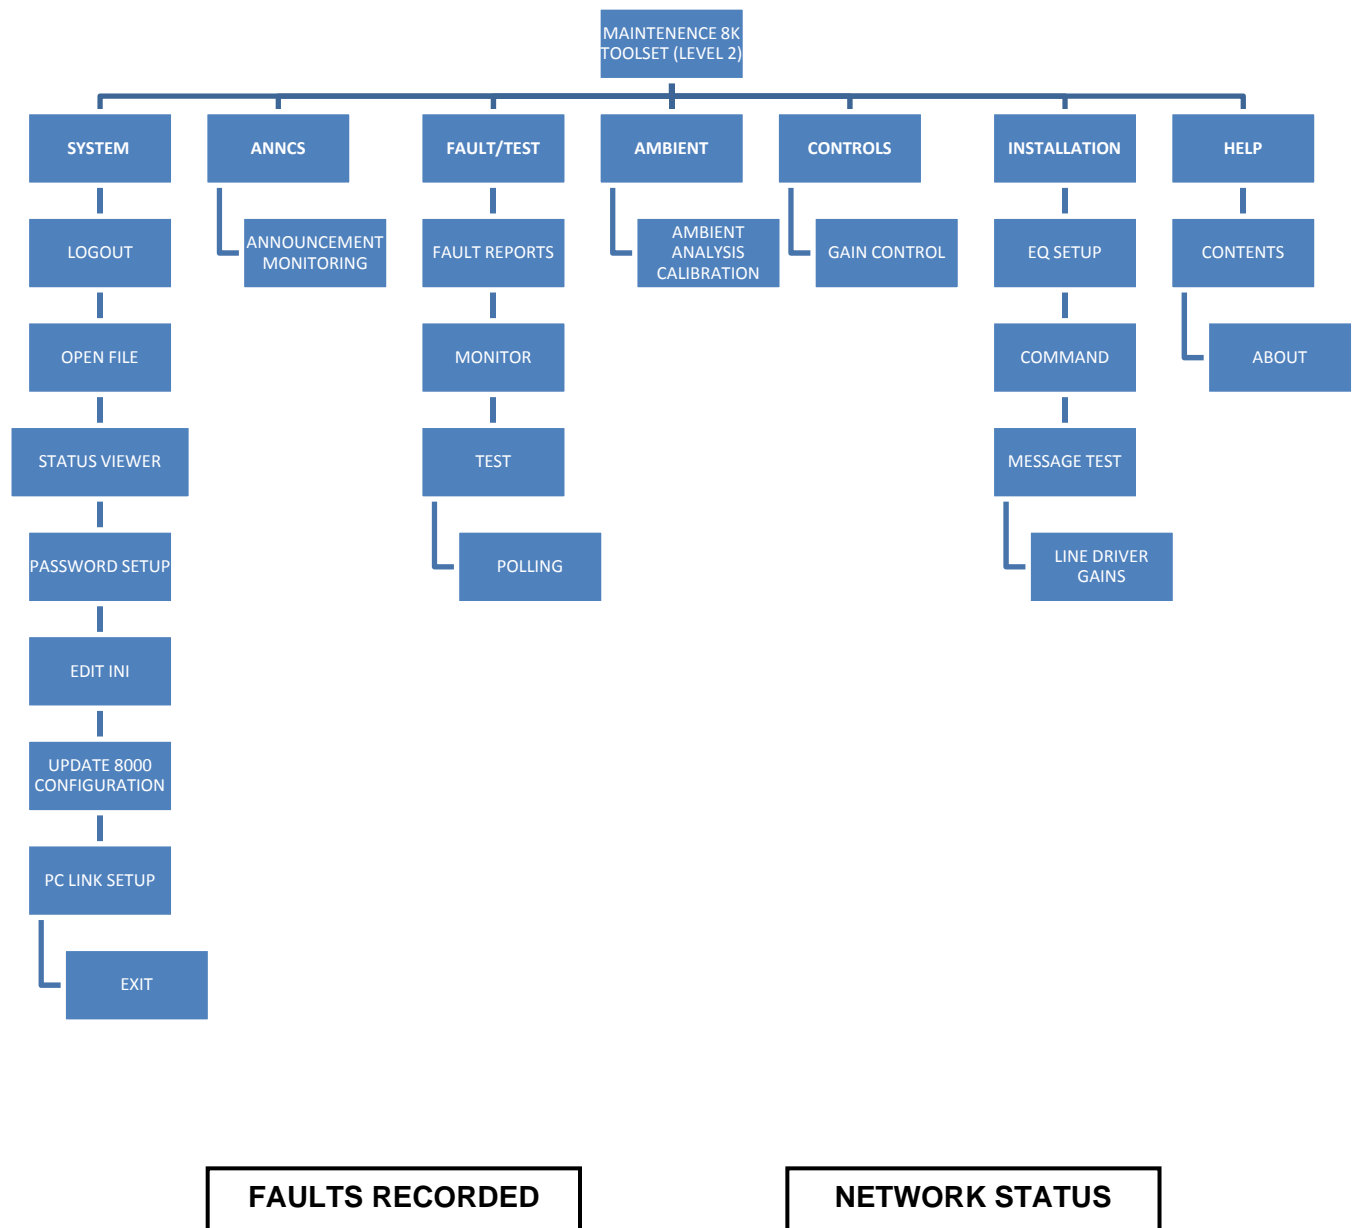 MAINTENENCE 8K
TOOLSET (LEVEL 2)
SYSTEM
ANNCS
FAULT/TEST
AMBIENT
CONTROLS
INSTALLATION
HELP
LOGOUT
ANNOUNCEMENT
MONITORING
FAULT REPORTS
AMBIENT
ANALYSIS
CALIBRATION
GAIN CONTROL
EQ SETUP
CONTENTS
OPEN FILE
MONITOR
COMMAND
ABOUT
STATUS VIEWER
TEST
MESSAGE TEST
PASSWORD SETUP
POLLING
LINE DRIVER
GAINS
EDIT INI
UPDATE 8000
CONFIGURATION
PC LINK SETUP
EXIT
FAULTS RECORDED
NETWORK STATUS